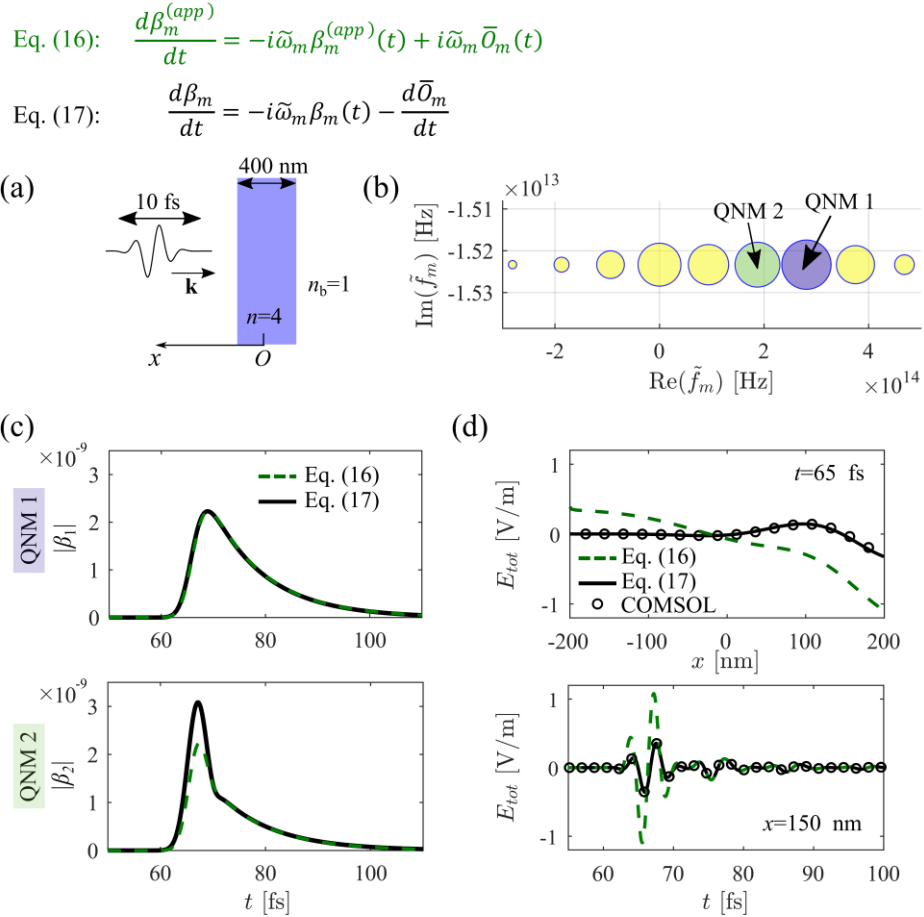 Eq. (16): dβ_m^(app)/dt = −iω̃_m β_m^(app)(t) + iω̃_m Ō_m(t)
Eq. (17): dβ_m/dt = −iω̃_m β_m(t) − dŌ_m/dt
(a)
400 nm
10 fs
k
n_b=1
n=4
x
O
(b)
×10^13
-1.51
-1.52
-1.53
Im(f̃_m) [Hz]
QNM 2
QNM 1
-2 0 2 4
Re(f̃_m) [Hz]
×10^14
(c)
×10^-9
QNM 1
|β_1|
3
2
1
0
Eq. (16)
Eq. (17)
60 80 100
×10^-9
QNM 2
|β_2|
3
2
1
0
60 80 100
t [fs]
(d)
E_tot [V/m]
1
0
-1
t=65 fs
Eq. (16)
Eq. (17)
COMSOL
-200 -100 0 100 200
x [nm]
E_tot [V/m]
1
0
-1
x=150 nm
60 70 80 90 100
t [fs]